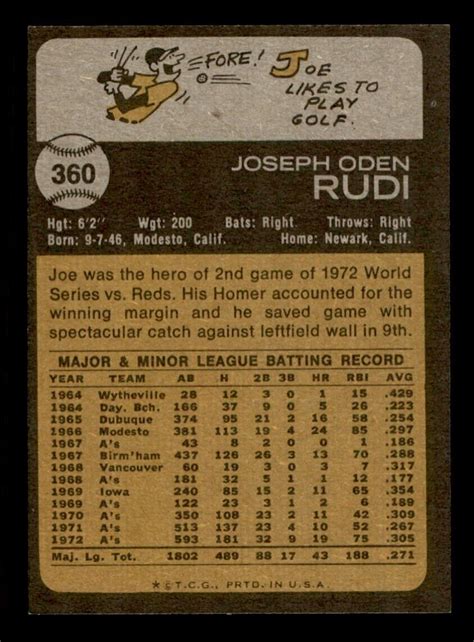 FORE!
JOE
LIKES TO
PLAY
GOLF.
360
JOSEPH ODEN
RUDI
Hgt: 6'2" Wgt: 200 Bats: Right Throws: Right
Born: 9-7-46, Modesto, Calif. Home: Newark, Calif.
Joe was the hero of 2nd game of 1972 World
Series vs. Reds. His Homer accounted for the
winning margin and he saved game with
spectacular catch against leftfield wall in 9th.
MAJOR & MINOR LEAGUE BATTING RECORD
YEAR TEAM AB H 2B 3B HR RBI AVG
1964 Wytheville 28 12 3 0 1 15 .429
1964 Day. Bch. 166 37 9 0 5 26 .223
1965 Dubuque 374 95 21 2 16 58 .254
1966 Modesto 381 113 19 4 24 85 .297
1967 A's 43 8 2 0 0 1 .186
1967 Birm'ham 437 126 26 3 13 70 .288
1968 Vancouver 60 19 3 0 3 7 .317
1968 A's 181 32 5 1 1 12 .177
1969 Iowa 240 85 15 2 11 65 .354
1969 A's 122 23 3 1 2 6 .189
1970 A's 350 108 23 2 11 42 .309
1971 A's 513 137 23 4 10 52 .267
1972 A's 593 181 32 9 19 75 .305
Maj. Lg. Tot. 1802 489 88 17 43 188 .271
★ © T.C.G., PRTD. IN U.S.A.